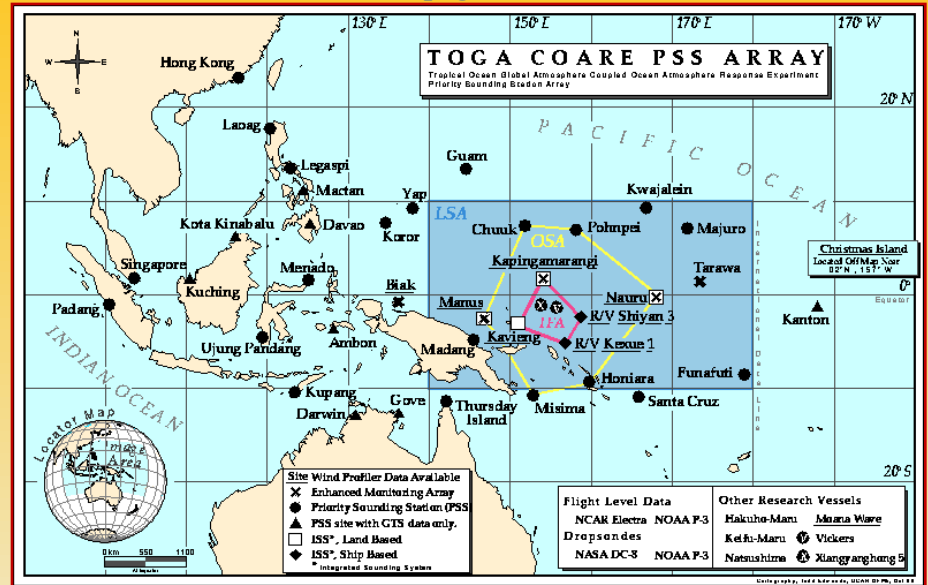 130°E
150°E
170°E
170°W
N
W
E
S
TOGA COARE PSS ARRAY
Tropical Ocean Global Atmosphere Coupled Ocean Atmosphere Response Experiment
Priority Sounding Station Array
Hong Kong
20°N
PACIFIC OCEAN
Laoag
Legaspi
Mactan
Guam
Yap
Kwajalein
LSA
Kota Kinabalu
Davao
Koror
Chuuk
OSA
Pohnpei
Majuro
International Date Line
Christmas Island
Located Off Map Near
02°N, 157°W
Kapingamarangi
Singapore
Menado
Biak
Tarawa
0°
Equator
Padang
Kuching
Manus
Nauru
R/V Shiyan 3
Kanton
IFA
Kavieng
R/V Kexue 1
Ujung Pandang
Ambon
Madang
INDIAN OCEAN
Funafuti
Honiara
Kupang
Gove
Darwin
Thursday
Island
Misima
Santa Cruz
Locator Map
Image
Area
20°S
0km 550 1100
At Equator
Site Wind Profiler Data Available
Enhanced Monitoring Array
Priority Sounding Station (PSS
PSS site with GTS data only.
ISS*, Land Based
ISS*, Ship Based
* Integrated Sounding System
Flight Level Data
NCAR Electra NOAA P-3
Dropsondes
NASA DC-8 NOAA P-3
Other Research Vessels
Hakuho-Maru Moana Wave
Keifu-Maru V Vickers
Natsushima X Xiangyanghong 5
Cartography, Todd Edwards, UCAR